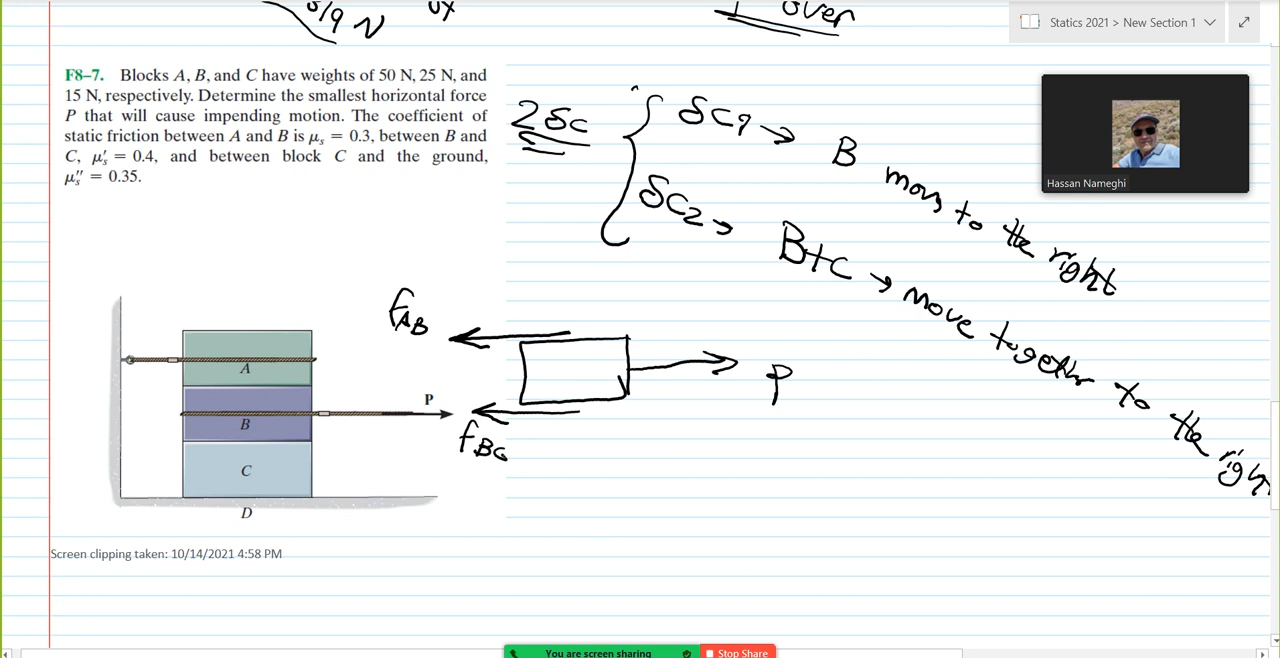 519 N
over
Statics 2021 > New Section 1
F8–7. Blocks A, B, and C have weights of 50 N, 25 N, and
15 N, respectively. Determine the smallest horizontal force
P that will cause impending motion. The coefficient of
static friction between A and B is μs = 0.3, between B and
C, μ′s = 0.4, and between block C and the ground,
μ″s = 0.35.
2 SC
SC1 → B mov to the right
SC2 → B+C → move together to the right
Hassan Nameghi
fAB
P
fBC
A
P
B
C
D
Screen clipping taken: 10/14/2021 4:58 PM
You are screen sharing
Stop Share